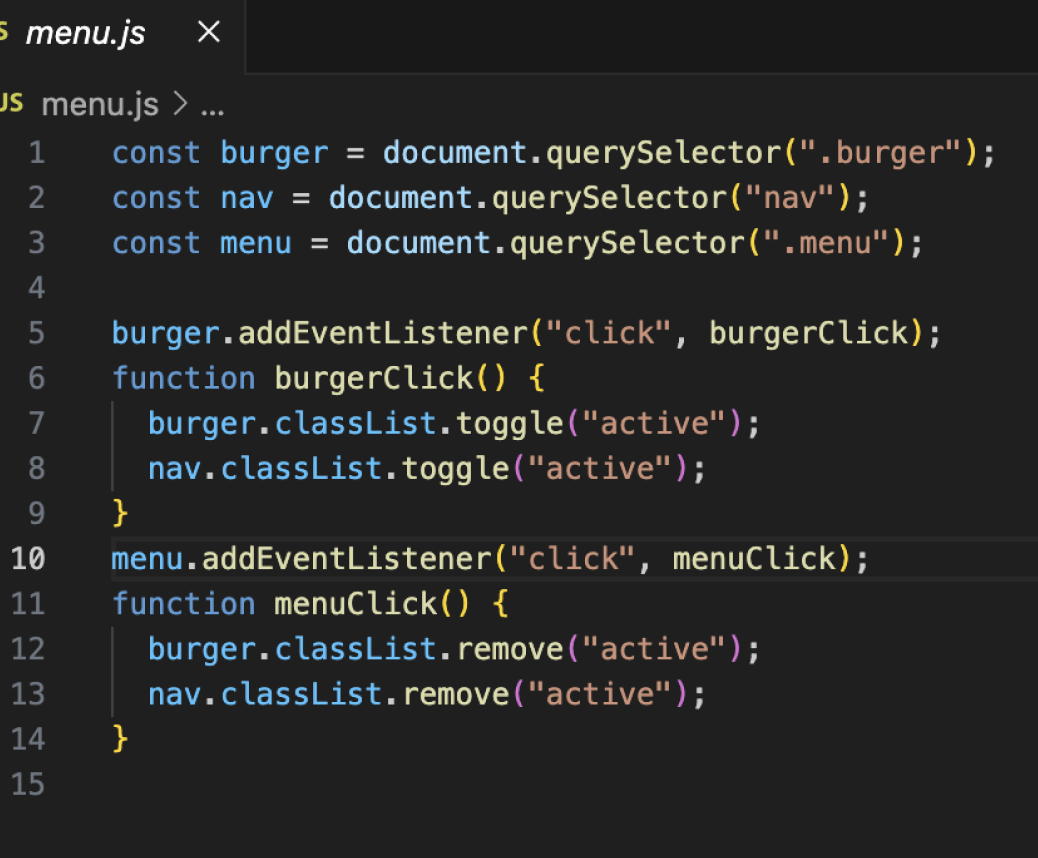 S menu.js ×
JS menu.js > ...
1 const burger = document.querySelector(".burger");
2 const nav = document.querySelector("nav");
3 const menu = document.querySelector(".menu");
4
5 burger.addEventListener("click", burgerClick);
6 function burgerClick() {
7   burger.classList.toggle("active");
8   nav.classList.toggle("active");
9 }
10 menu.addEventListener("click", menuClick);
11 function menuClick() {
12   burger.classList.remove("active");
13   nav.classList.remove("active");
14 }
15